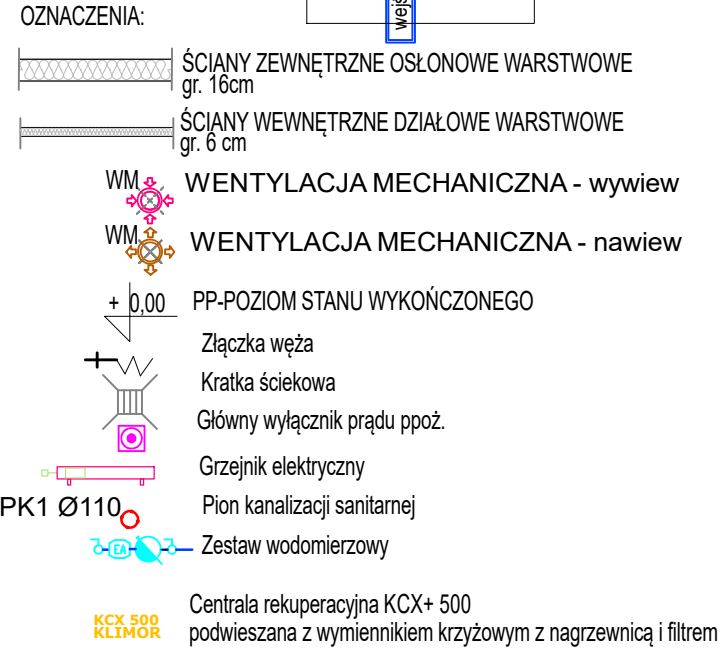 wejś
OZNACZENIA:
ŚCIANY ZEWNĘTRZNE OSŁONOWE WARSTWOWE
gr. 16cm
ŚCIANY WEWNĘTRZNE DZIAŁOWE WARSTWOWE
gr. 6 cm
WM WENTYLACJA MECHANICZNA - wywiew
WM WENTYLACJA MECHANICZNA - nawiew
+ 0,00 PP-POZIOM STANU WYKOŃCZONEGO
Złączka węża
Kratka ściekowa
Główny wyłącznik prądu ppoż.
Grzejnik elektryczny
PK1 Ø110 Pion kanalizacji sanitarnej
EA Zestaw wodomierzowy
Centrala rekuperacyjna KCX+ 500
KCX 500
KLIMOR
podwieszana z wymiennikiem krzyżowym z nagrzewnicą i filtrem